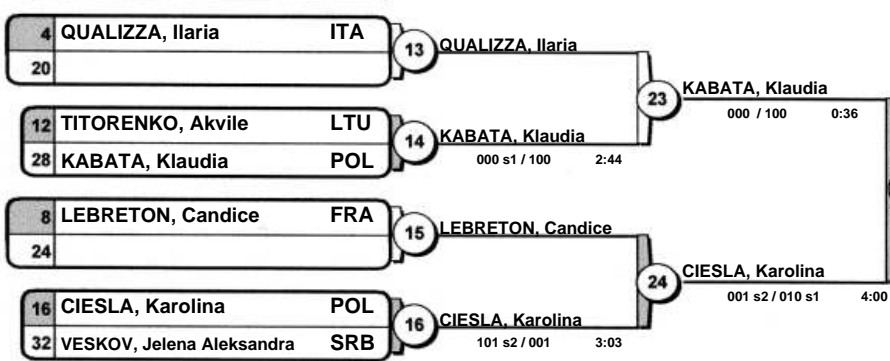 4 QUALIZZA, Ilaria ITA
20
13
QUALIZZA, Ilaria
12 TITORENKO, Akvile LTU
28 KABATA, Klaudia POL
14
KABATA, Klaudia
000 s1 / 100 2:44
23
KABATA, Klaudia
000 / 100 0:36
8 LEBRETON, Candice FRA
24
15
LEBRETON, Candice
16 CIESLA, Karolina POL
32 VESKOV, Jelena Aleksandra SRB
16
CIESLA, Karolina
101 s2 / 001 3:03
24
CIESLA, Karolina
001 s2 / 010 s1 4:00